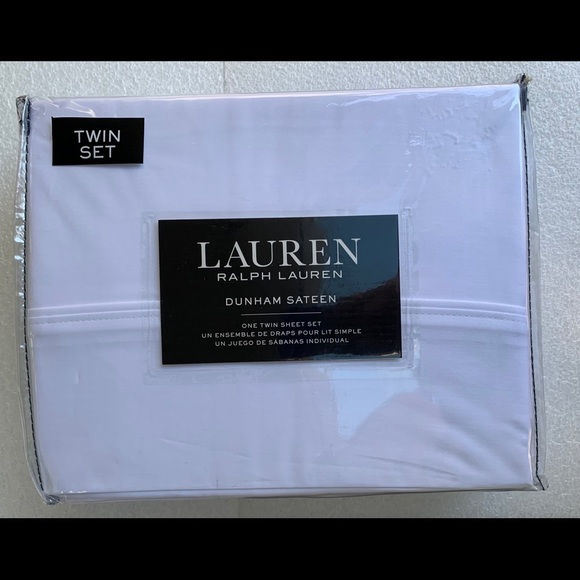 TWIN
SET
LAUREN
RALPH LAUREN
DUNHAM SATEEN
ONE TWIN SHEET SET
UN ENSEMBLE DE DRAPS POUR LIT SIMPLE
UN JUEGO DE SÁBANAS INDIVIDUAL